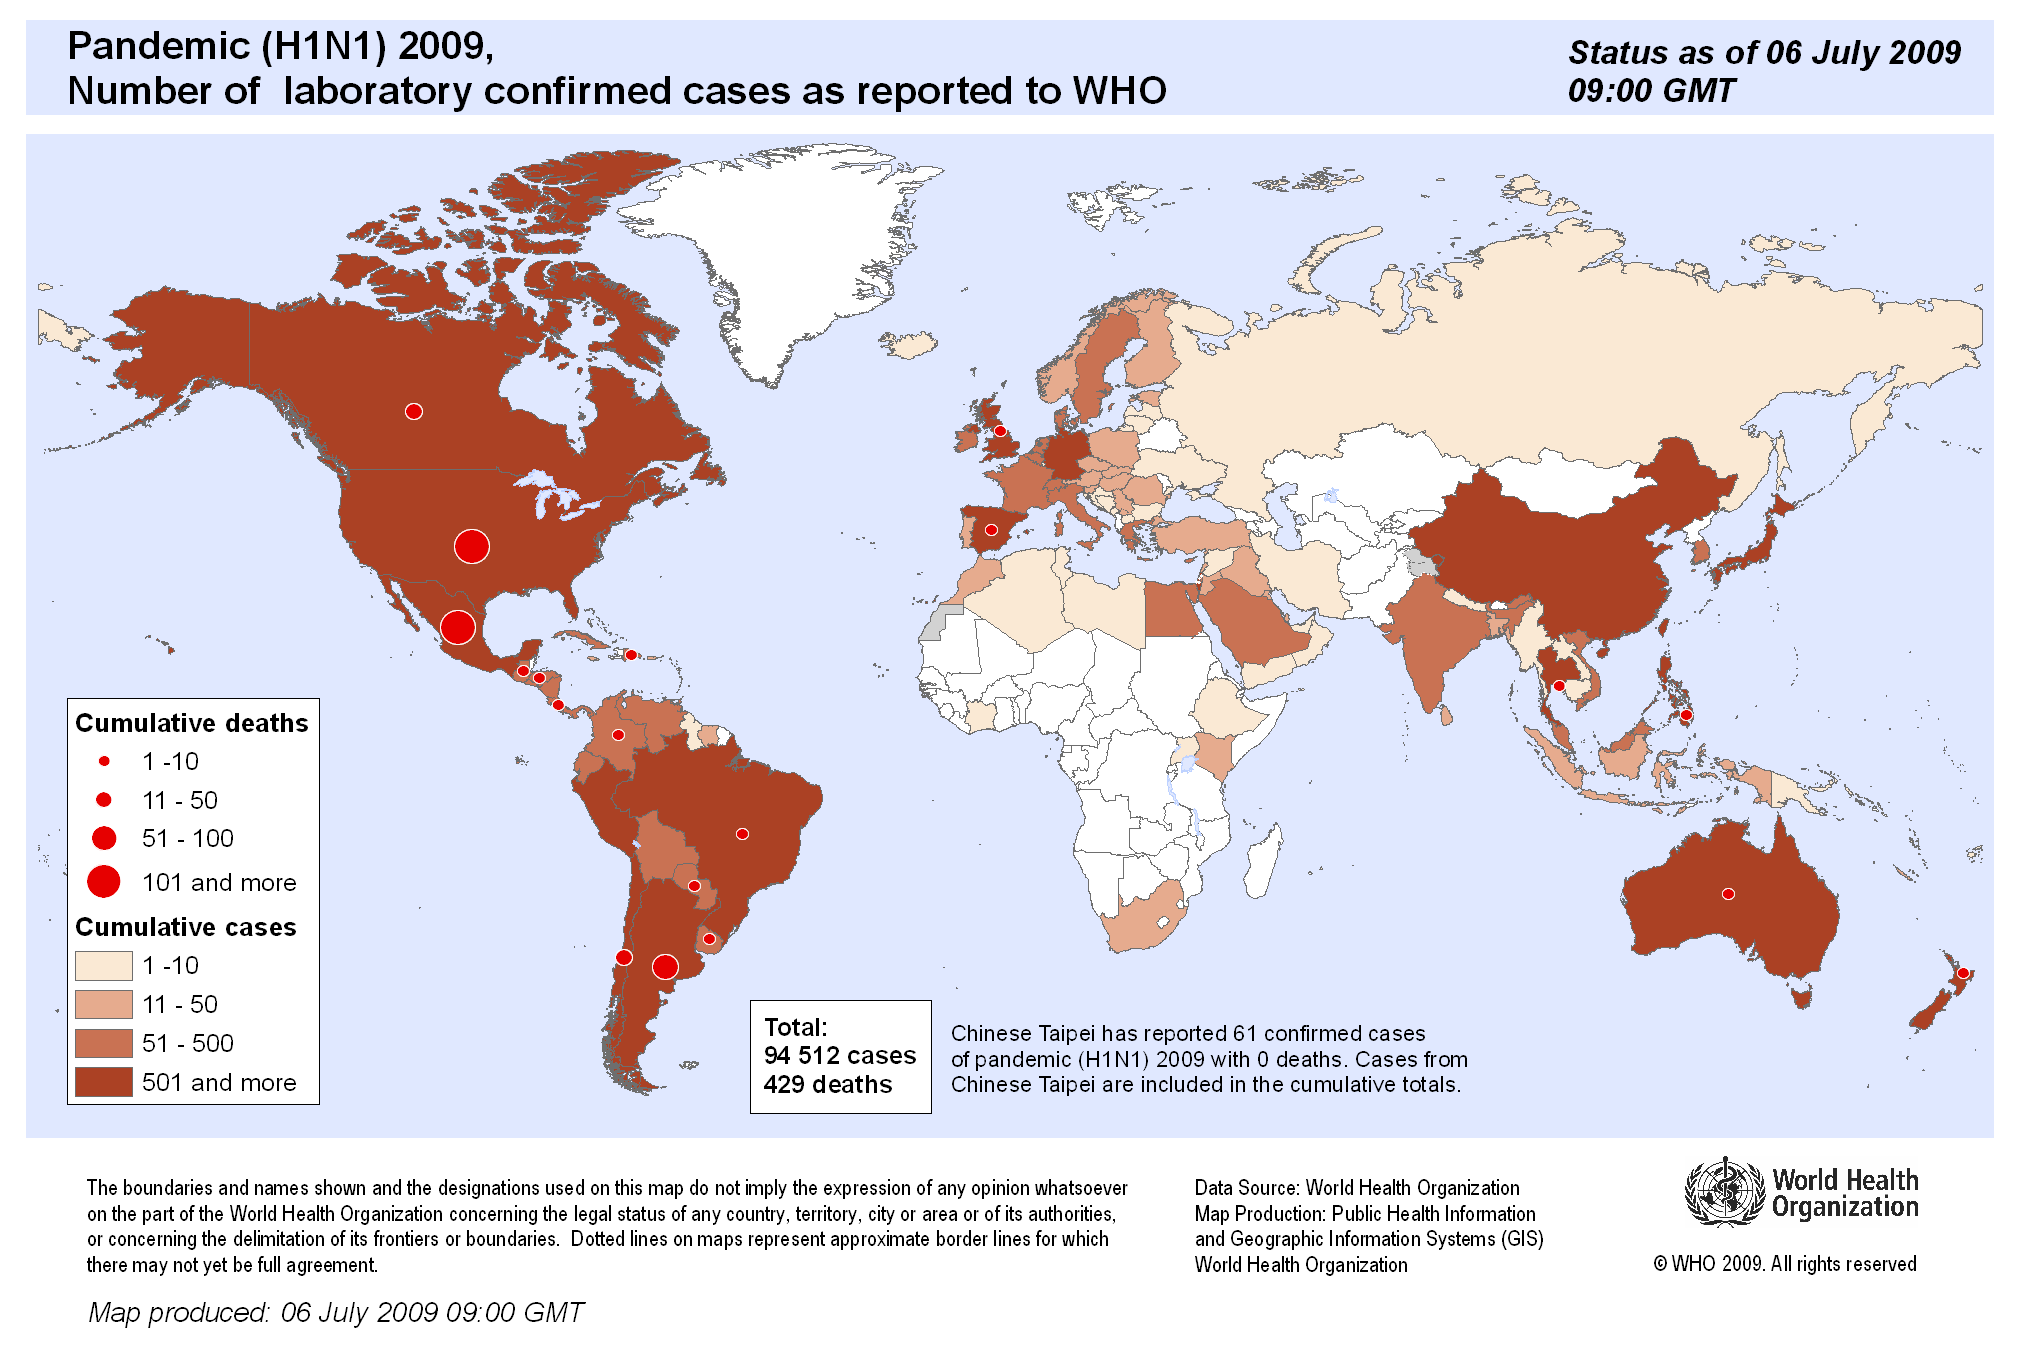 Pandemic (H1N1) 2009,
Number of laboratory confirmed cases as reported to WHO
Status as of 06 July 2009
09:00 GMT
Cumulative deaths
1 -10
11 - 50
51 - 100
101 and more
Cumulative cases
1 -10
11 - 50
51 - 500
501 and more
Total:
94 512 cases
429 deaths
Chinese Taipei has reported 61 confirmed cases
of pandemic (H1N1) 2009 with 0 deaths. Cases from
Chinese Taipei are included in the cumulative totals.
The boundaries and names shown and the designations used on this map do not imply the expression of any opinion whatsoever
on the part of the World Health Organization concerning the legal status of any country, territory, city or area or of its authorities,
or concerning the delimitation of its frontiers or boundaries. Dotted lines on maps represent approximate border lines for which
there may not yet be full agreement.
Data Source: World Health Organization
Map Production: Public Health Information
and Geographic Information Systems (GIS)
World Health Organization
World Health
Organization
© WHO 2009. All rights reserved
Map produced: 06 July 2009 09:00 GMT